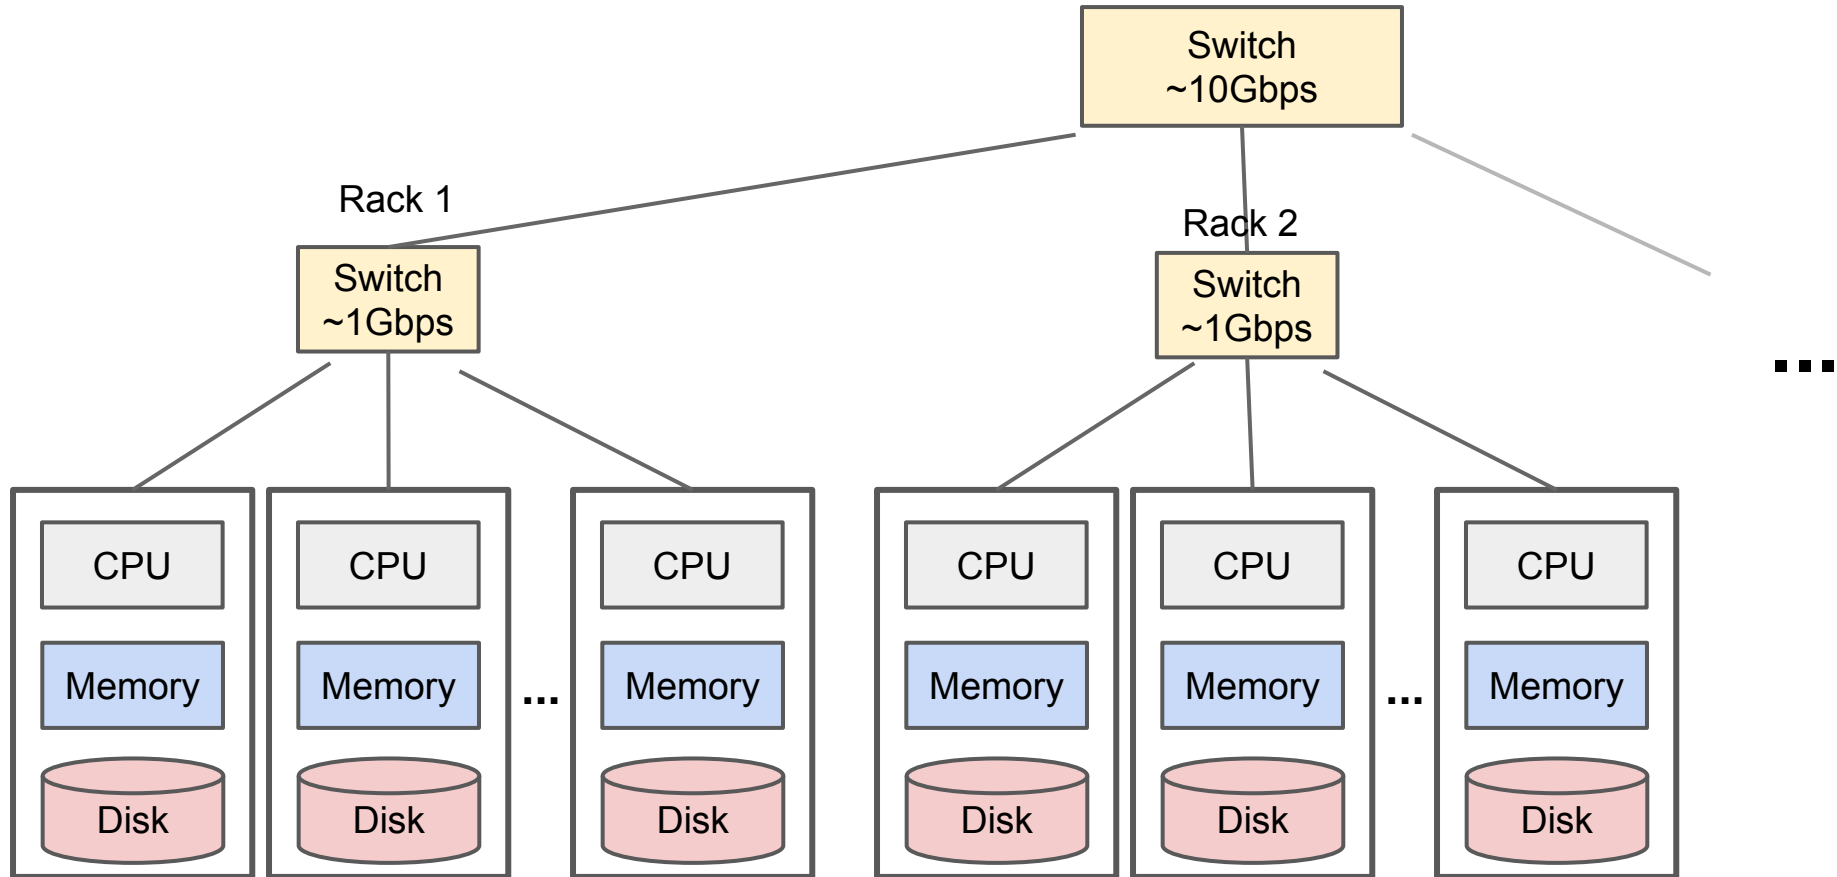 Switch
~10Gbps
Rack 1
Rack 2
Switch
~1Gbps
Switch
~1Gbps
CPU
CPU
CPU
CPU
CPU
CPU
Memory
Memory
...
Memory
Memory
Memory
...
Memory
...
Disk
Disk
Disk
Disk
Disk
Disk